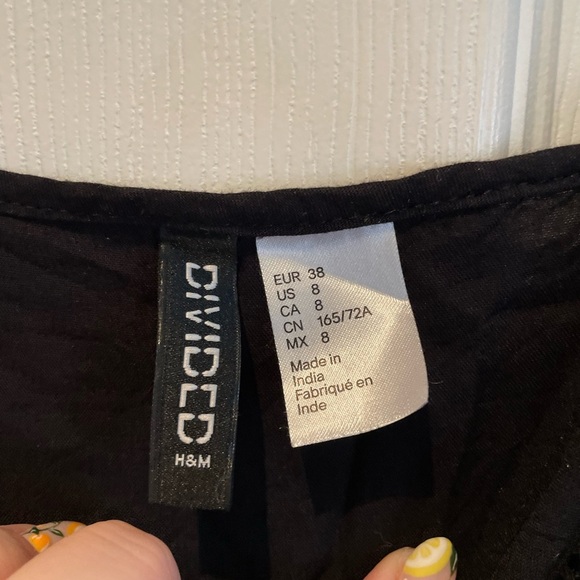 DIVIDED
H&M
EUR 38
US 8
CA 8
CN 165/72A
MX 8
Made in
India
Fabriqué en
Inde